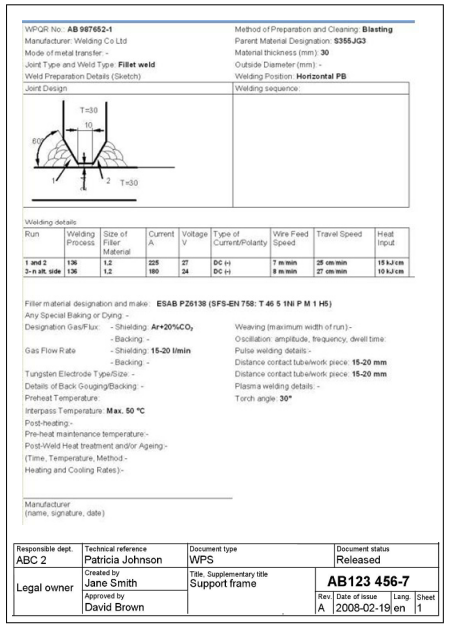 WPQR No.: AB 987652-1 Method of Preparation and Cleaning: Blasting
Manufacturer: Welding Co Ltd Parent Material Designation: S355JG3
Mode of metal transfer: - Material thickness (mm): 30
Joint Type and Weld Type: Fillet weld Outside Diameter (mm): -
Weld Preparation Details (Sketch) Welding Position: Horizontal PB
Joint Design Welding sequence:
T=30
10
60°
1 2 T=30
Welding details
Run Welding Process Size of Filler Material Current A Voltage V Type of Current/Polarity Wire Feed Speed Travel Speed Heat Input
1 and 2 136 1,2 225 27 DC (-) 7 m/min 25 cm/min 15 kJ/cm
3- n alt. side 136 1,2 180 24 DC (-) 8 m/min 27 cm/min 10 kJ/cm
Filler material designation and make: ESAB PZ6138 (SFS-EN 758: T 46 5 1Ni P M 1 H5)
Any Special Baking or Dying: -
Designation Gas/Flux: - Shielding: Ar+20%CO₂ Weaving (maximum width of run):-
- Backing: - Oscillation: amplitude, frequency, dwell time:
Gas Flow Rate - Shielding: 15-20 l/min Pulse welding details:-
- Backing: - Distance contact tube/work piece: 15-20 mm
Tungsten Electrode Type/Size: - Distance contact tube/work piece: 15-20 mm
Details of Back Gouging/Backing: - Plasma welding details: -
Preheat Temperature: Torch angle: 30°
Interpass Temperature: Max. 50 °C
Post-heating:-
Pre-heat maintenance temperature:-
Post-Weld Heat treatment and/or Ageing:-
(Time, Temperature, Method:-
Heating and Cooling Rates):-
Manufacturer
(name, signature, date)
Responsible dept. Technical reference Document type Document status
ABC 2 Patricia Johnson WPS Released
Legal owner
Created by Title, Supplementary title
Jane Smith Support frame AB123 456-7
Approved by Rev. Date of issue Lang. Sheet
David Brown A 2008-02-19 en 1